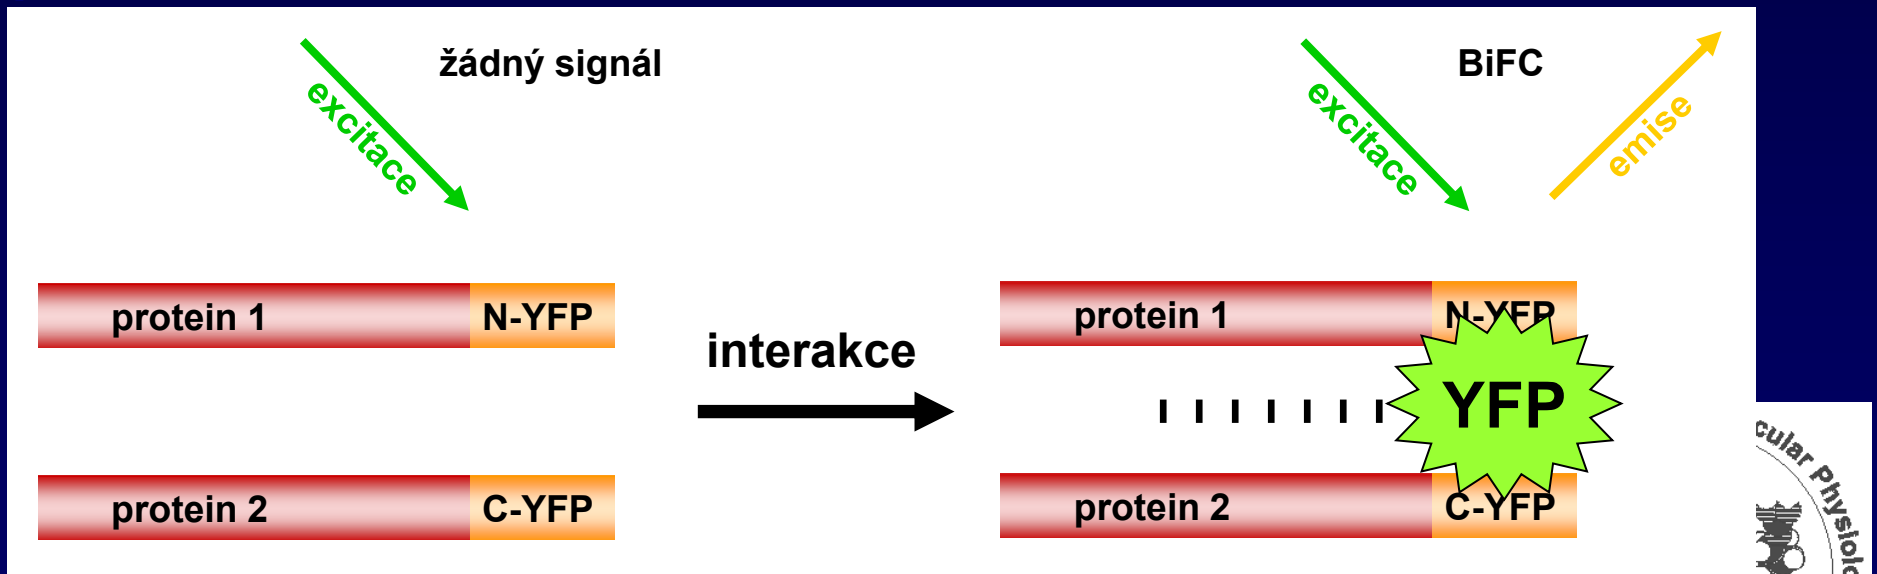 žádný signál
excitace
BiFC
excitace
emise
protein 1
N-YFP
interakce
protein 2
C-YFP
protein 1
N-YFP
YFP
protein 2
C-YFP